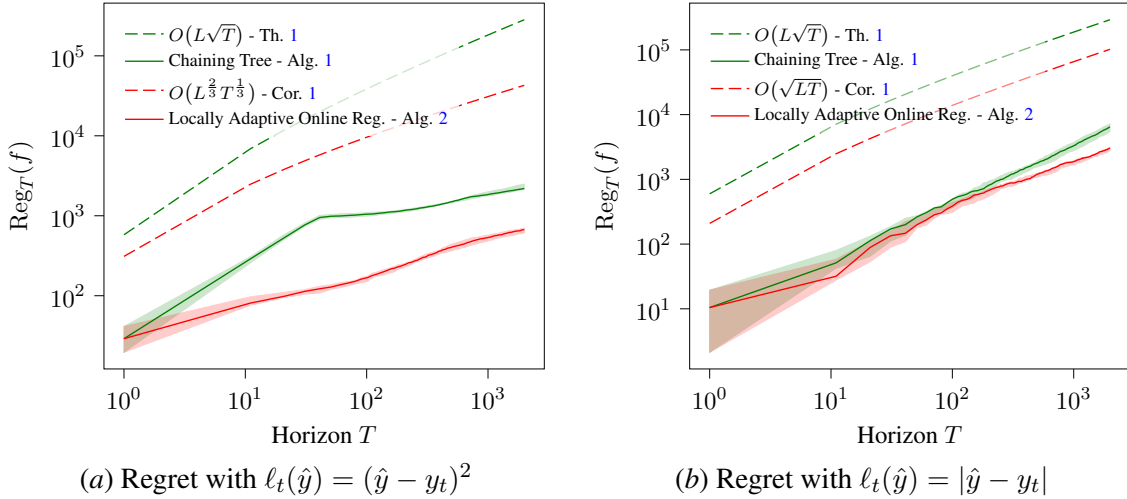 10^5
10^4
10^3
10^2
Reg_T(f)
O(L√T) - Th. 1
Chaining Tree - Alg. 1
O(L^{2/3} T^{1/3}) - Cor. 1
Locally Adaptive Online Reg. - Alg. 2
10^0 10^1 10^2 10^3
Horizon T
(a) Regret with ℓ_t(ŷ) = (ŷ − y_t)^2
10^5
10^4
10^3
10^2
10^1
Reg_T(f)
O(L√T) - Th. 1
Chaining Tree - Alg. 1
O(√LT) - Cor. 1
Locally Adaptive Online Reg. - Alg. 2
10^0 10^1 10^2 10^3
Horizon T
(b) Regret with ℓ_t(ŷ) = |ŷ − y_t|